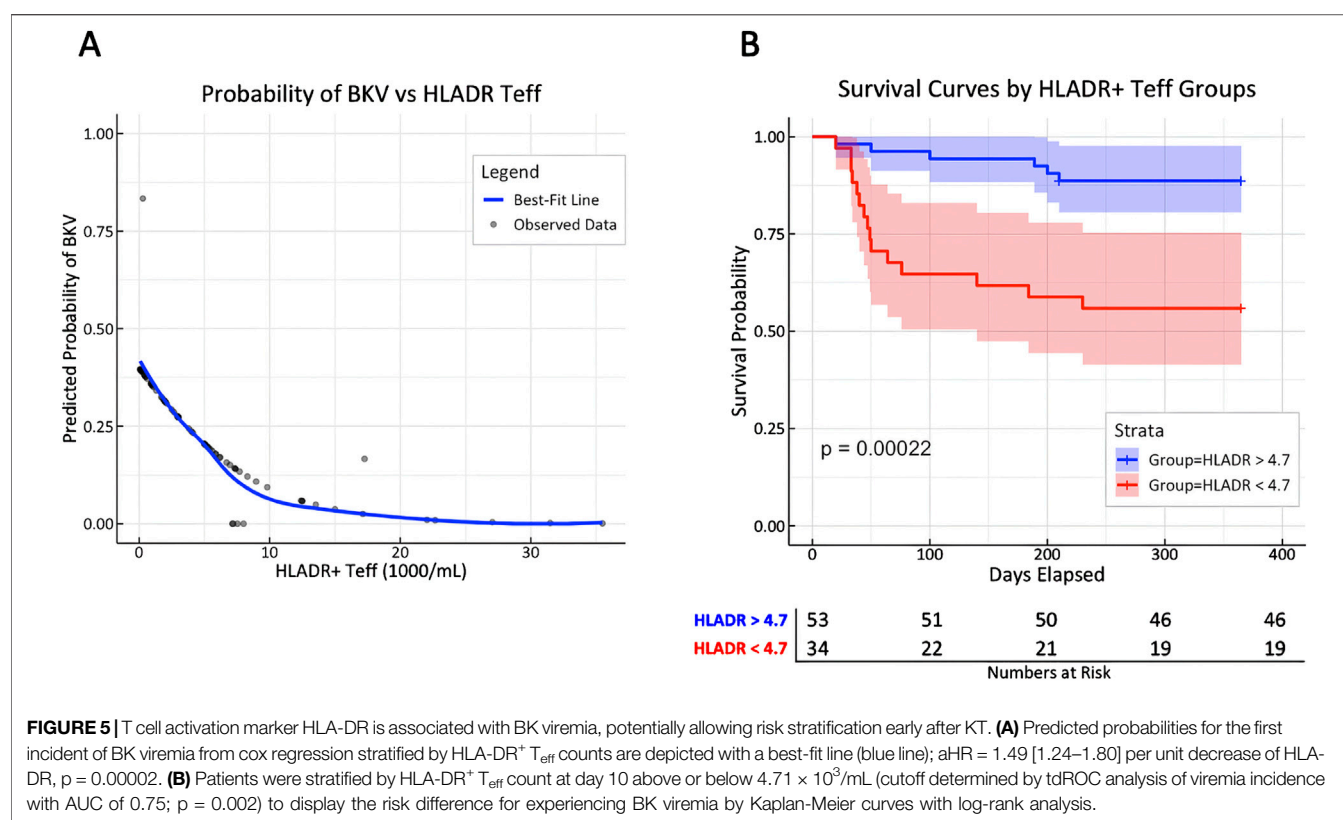 A
Probability of BKV vs HLADR Teff
1.00
0.75
0.50
0.25
0.00
Predicted Probability of BKV
Legend
Best-Fit Line
Observed Data
0 10 20 30
HLADR+ Teff (1000/mL)
B
Survival Curves by HLADR+ Teff Groups
1.00
0.75
0.50
0.25
0.00
Survival Probability
p = 0.00022
Strata
Group=HLADR > 4.7
Group=HLADR < 4.7
0 100 200 300 400
Days Elapsed
HLADR > 4.7 53 51 50 46 46
HLADR < 4.7 34 22 21 19 19
Numbers at Risk
FIGURE 5 | T cell activation marker HLA-DR is associated with BK viremia, potentially allowing risk stratification early after KT. (A) Predicted probabilities for the first
incident of BK viremia from cox regression stratified by HLA-DR⁺ Teff counts are depicted with a best-fit line (blue line); aHR = 1.49 [1.24–1.80] per unit decrease of HLA-
DR, p = 0.00002. (B) Patients were stratified by HLA-DR⁺ Teff count at day 10 above or below 4.71 × 10³/mL (cutoff determined by tdROC analysis of viremia incidence
with AUC of 0.75; p = 0.002) to display the risk difference for experiencing BK viremia by Kaplan-Meier curves with log-rank analysis.